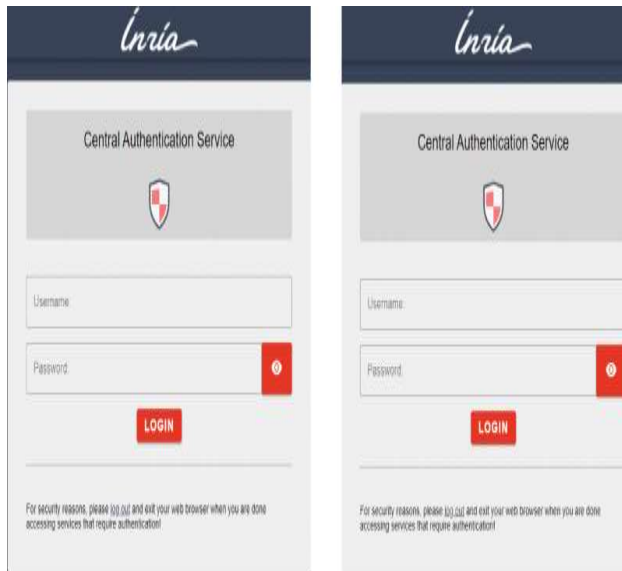 Inria
Central Authentication Service
Username:
Password:
LOGIN
For security reasons, please log out and exit your web browser when you are done
accessing services that require authentication!
Inria
Central Authentication Service
Username:
Password:
LOGIN
For security reasons, please log out and exit your web browser when you are done
accessing services that require authentication!